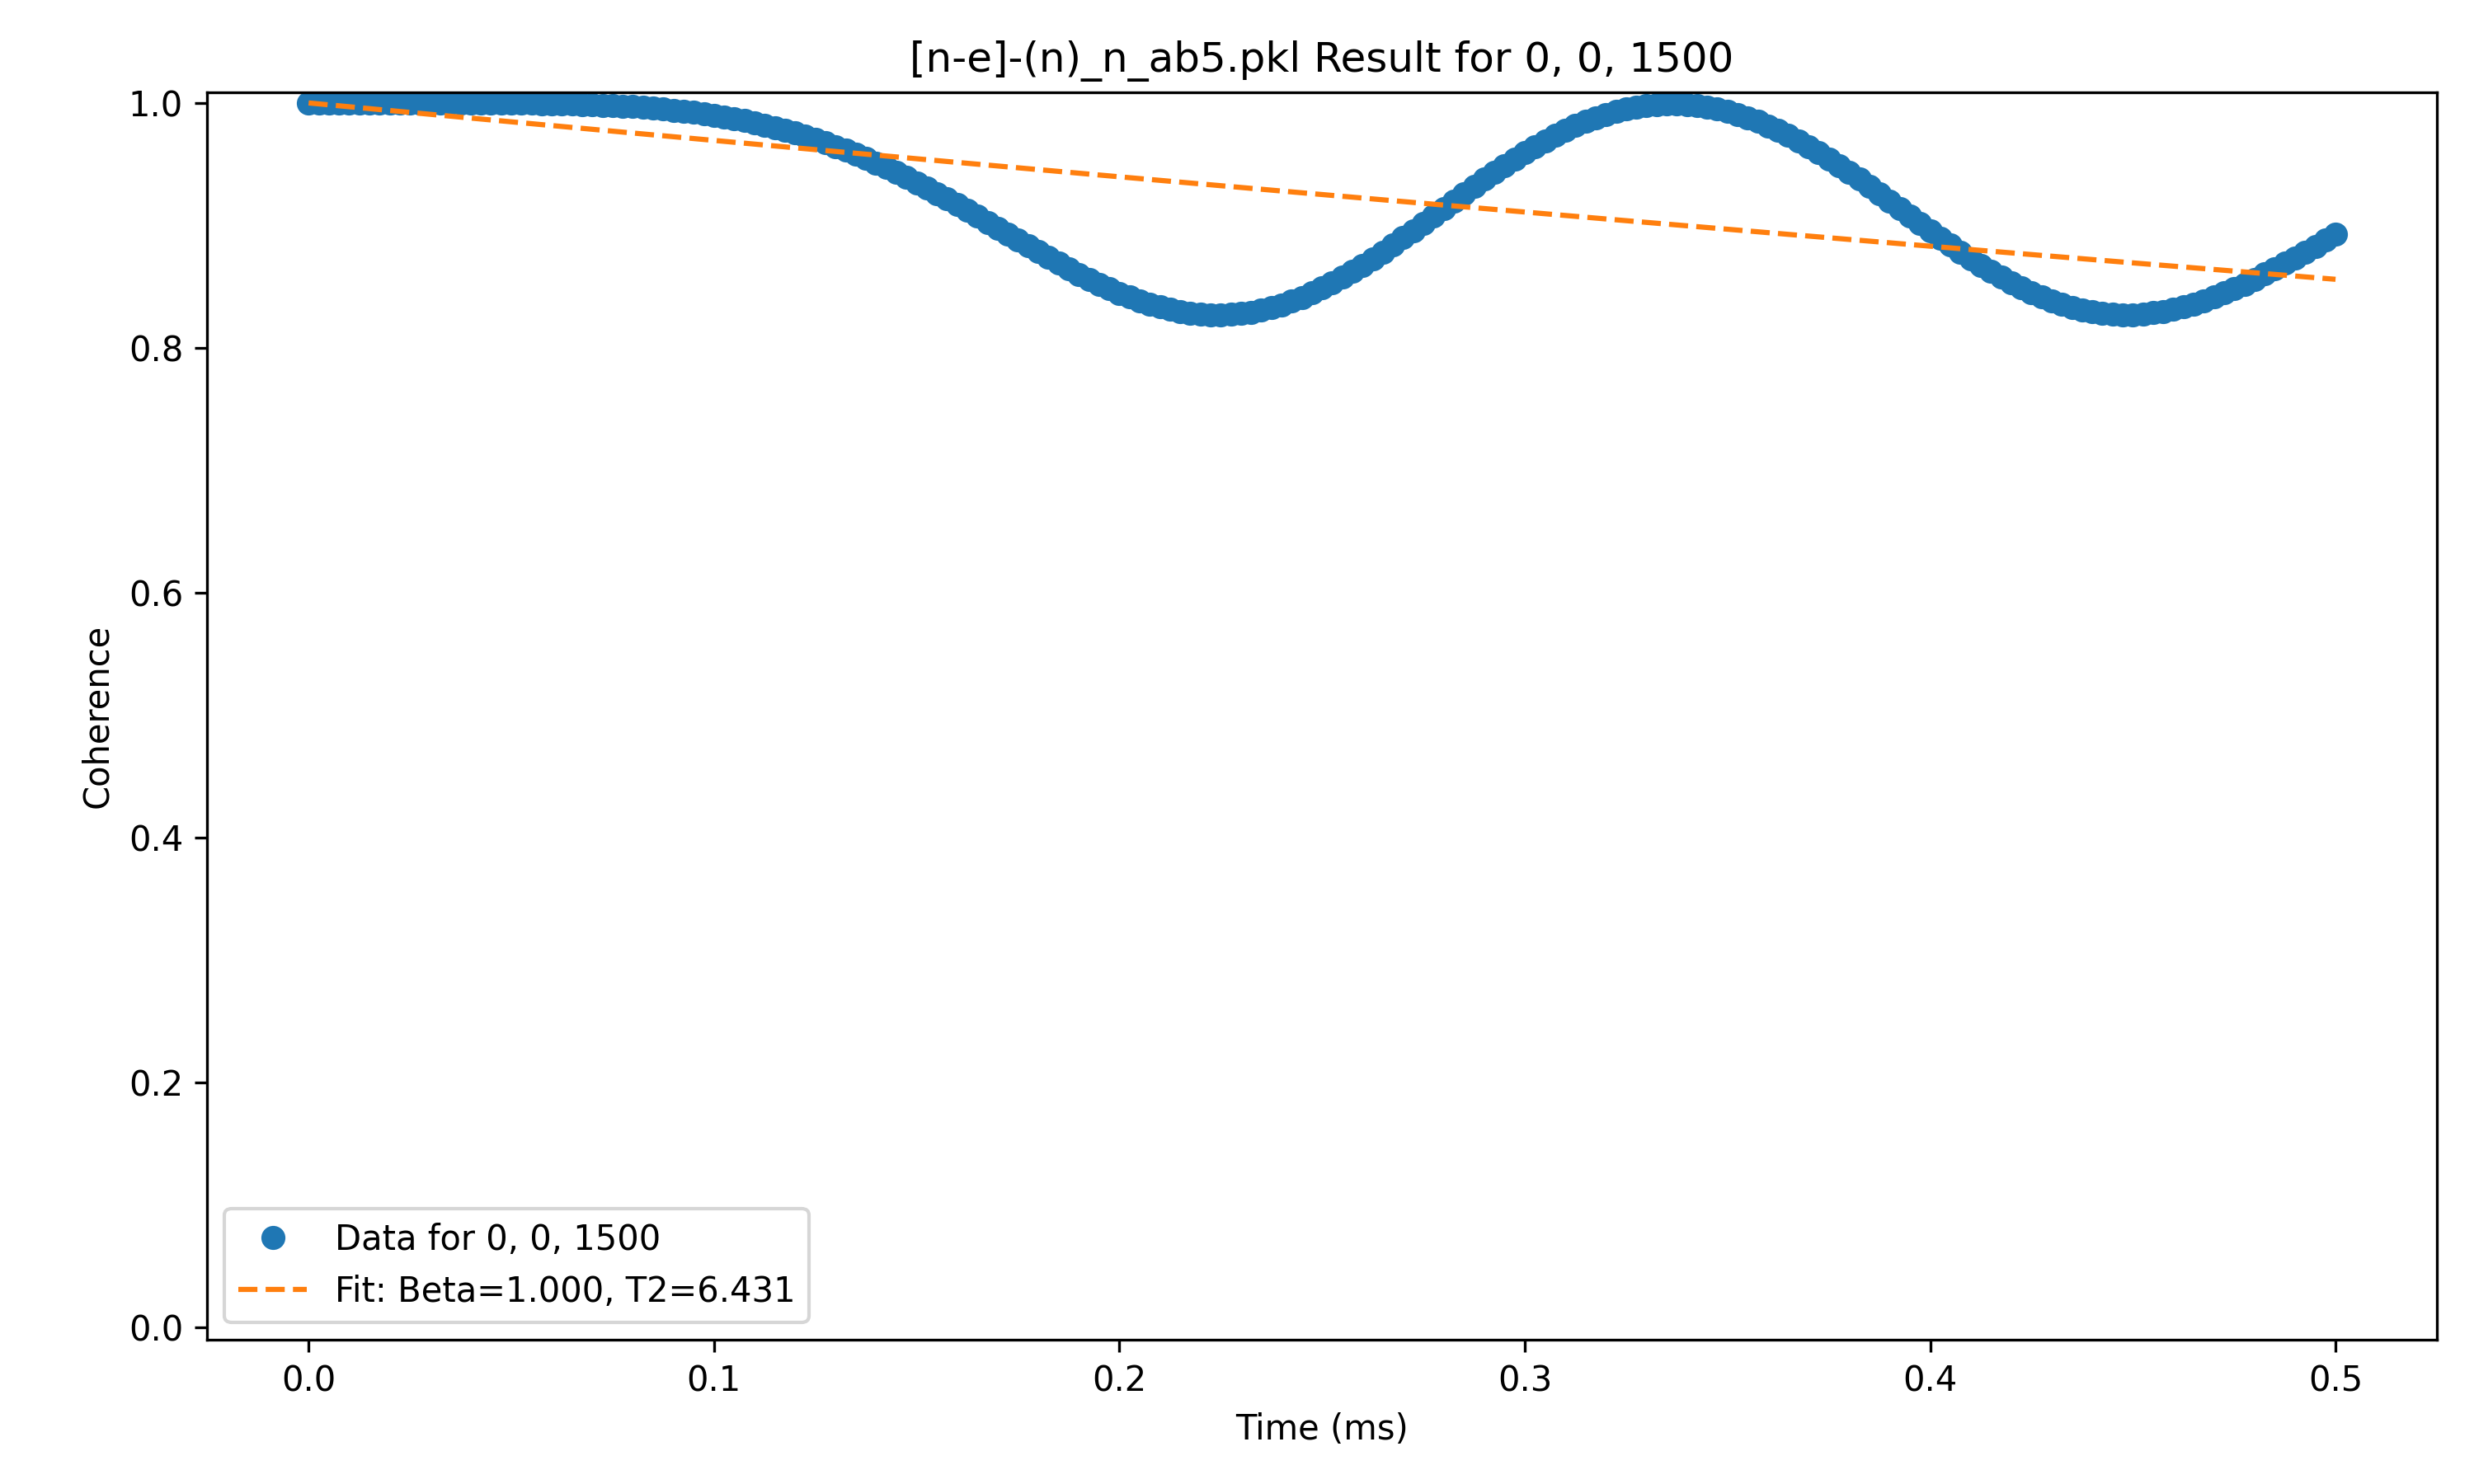 [n-e]-(n)_n_ab5.pkl Result for 0, 0, 1500
1.0
0.8
0.6
0.4
0.2
0.0
Coherence
Data for 0, 0, 1500
Fit: Beta=1.000, T2=6.431
0.0 0.1 0.2 0.3 0.4 0.5
Time (ms)